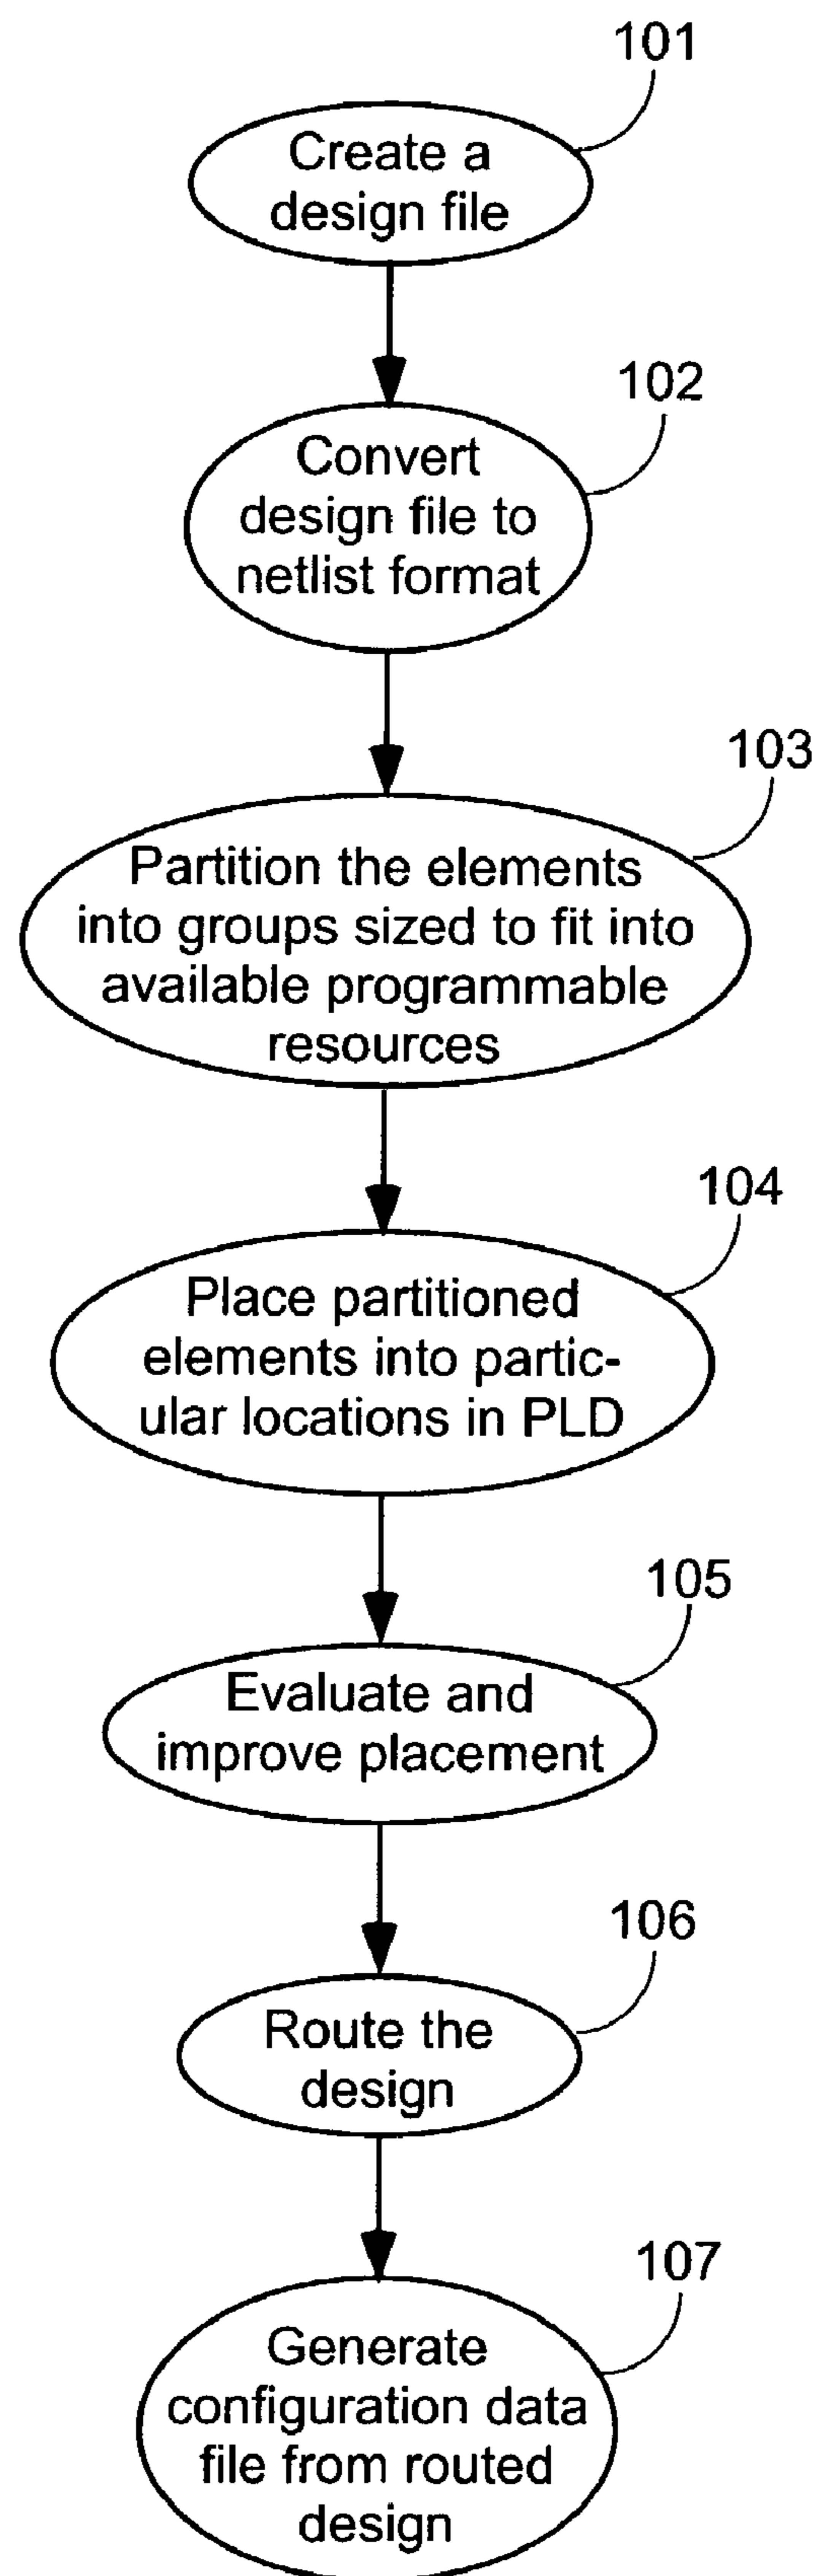 101
Create a
design file
102
Convert
design file to
netlist format
103
Partition the elements
into groups sized to fit into
available programmable
resources
104
Place partitioned
elements into partic-
ular locations in PLD
105
Evaluate and
improve placement
106
Route the
design
107
Generate
configuration data
file from routed
design